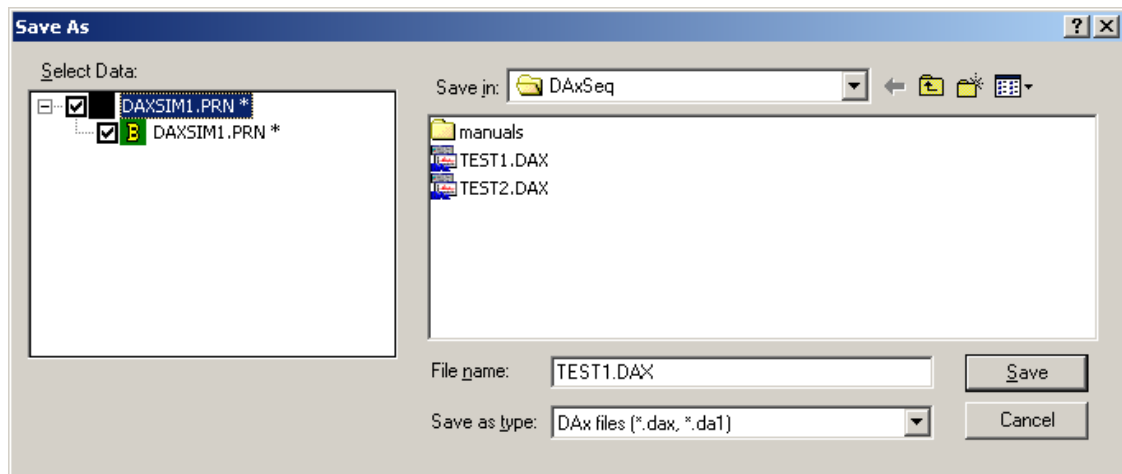 Save As
Select Data:
DAXSIM1.PRN *
B DAXSIM1.PRN *
Save in: DAxSeq
manuals
TEST1.DAX
TEST2.DAX
File name: TEST1.DAX
Save
Save as type: DAx files (*.dax, *.da1)
Cancel